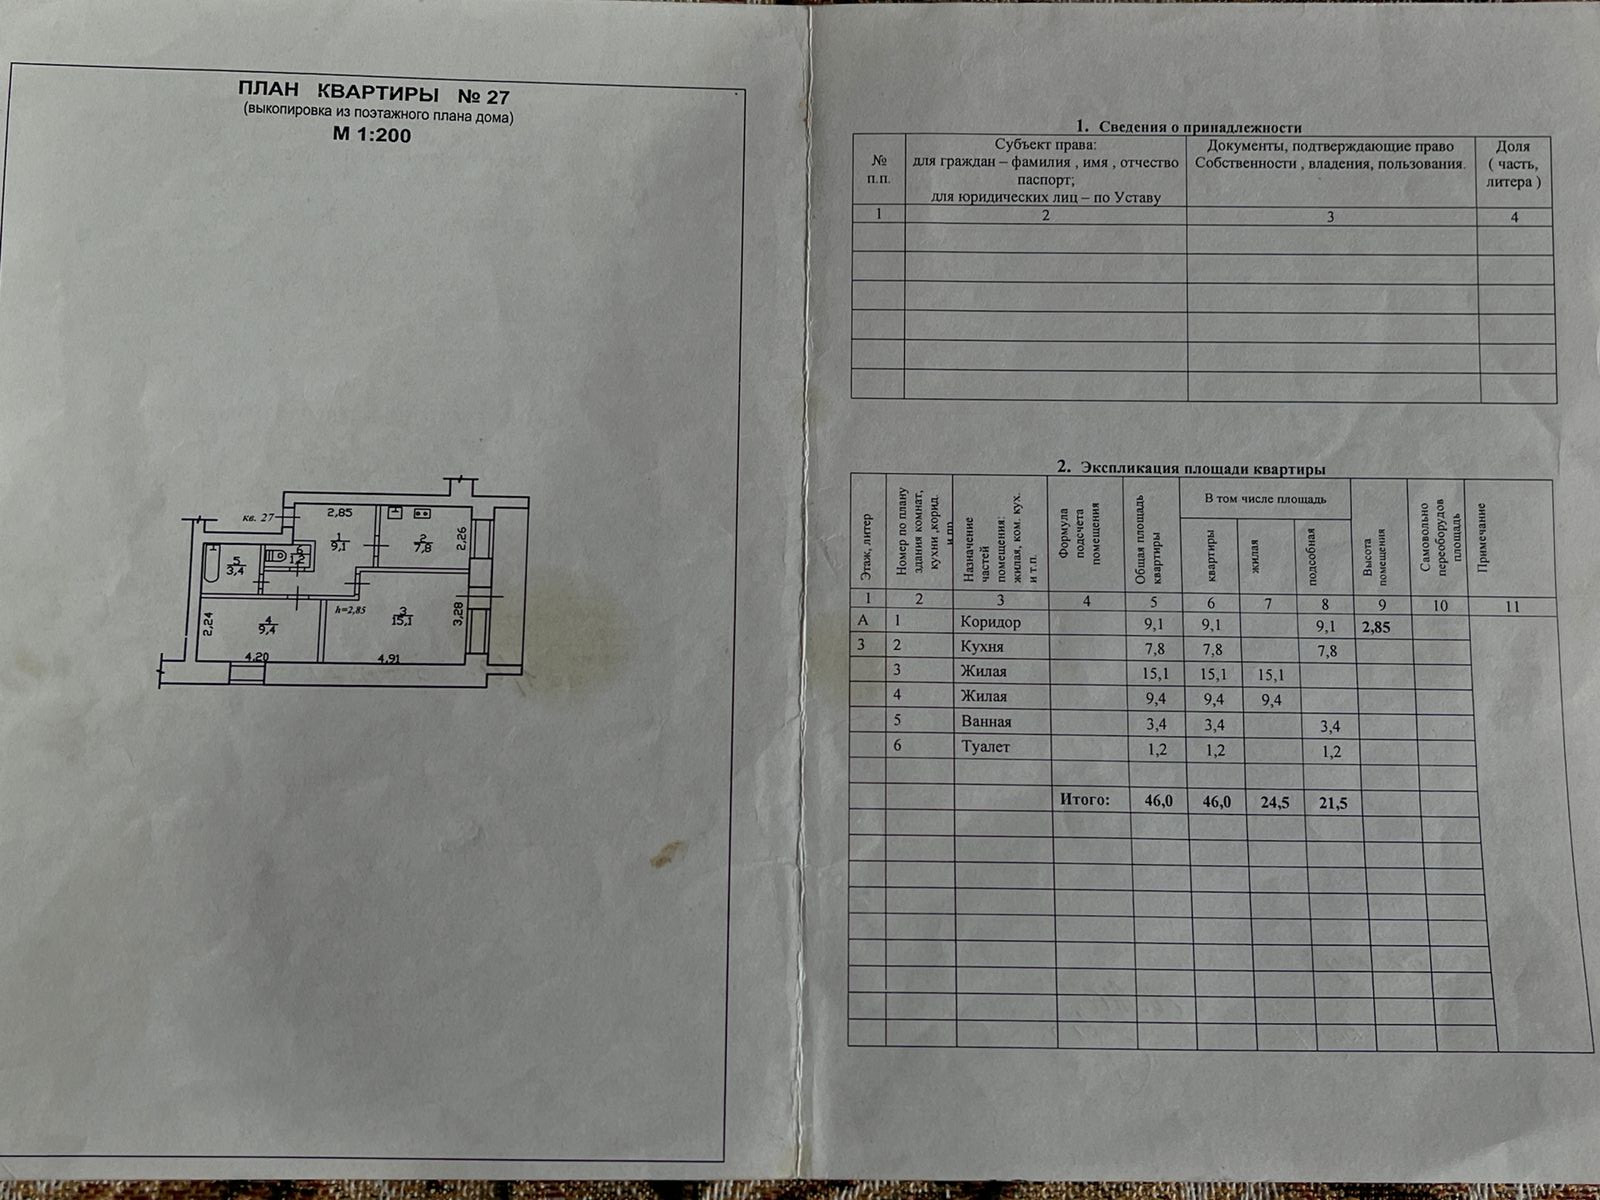 ПЛАН КВАРТИРЫ № 27
(выкопировка из поэтажного плана дома)
М 1:200
кв. 27
2,85
1
9,1
2
7,8
2,26
5
3,4
6
1,2
h=2,85
3
15,1
3,28
2,24
4
9,4
4,20
4,91
1. Сведения о принадлежности
№ п.п.
Субъект права:
для граждан – фамилия , имя , отчество
паспорт;
для юридических лиц – по Уставу
Документы, подтверждающие право
Собственности , владения, пользования.
Доля
( часть,
литера )
1 2 3 4
2. Экспликация площади квартиры
Этаж, литер
Номер по плану
здания комнат,
кухни ,корид.
и.пп
Назначение
частей
помещения:
жилая, ком. кух.
и т.п.
Формула
подсчета
помещения
Общая площадь
квартиры
В том числе площадь
квартиры
жилая
подсобная
Высота
помещения
Самовольно
переоборудов
площадь
Примечание
1 2 3 4 5 6 7 8 9 10 11
А 1 Коридор 9,1 9,1 9,1 2,85
3 2 Кухня 7,8 7,8 7,8
3 Жилая 15,1 15,1 15,1
4 Жилая 9,4 9,4 9,4
5 Ванная 3,4 3,4 3,4
6 Туалет 1,2 1,2 1,2
Итого: 46,0 46,0 24,5 21,5